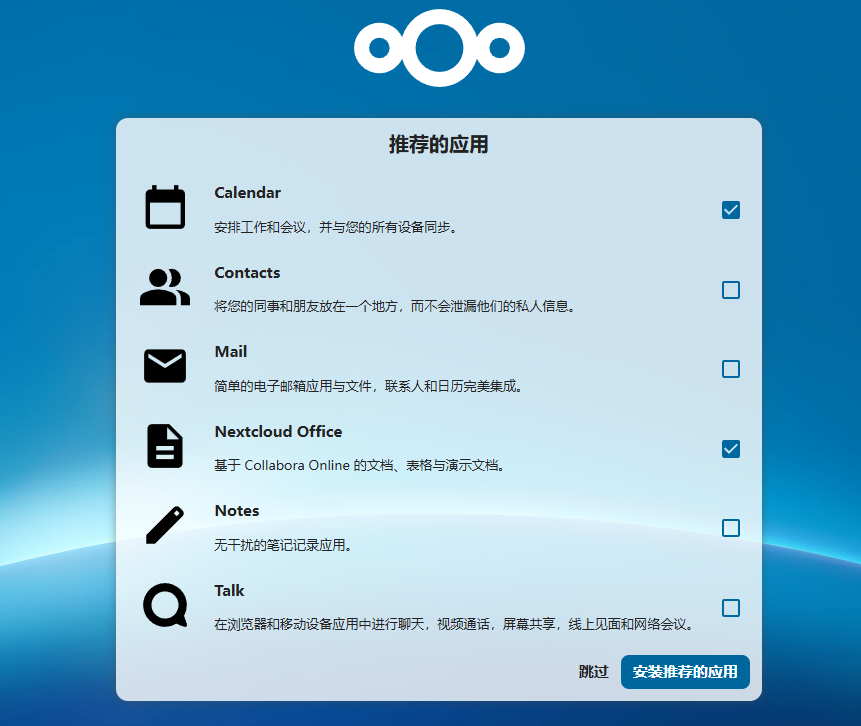 推荐的应用
Calendar
安排工作和会议，并与您的所有设备同步。
Contacts
将您的同事和朋友放在一个地方，而不会泄漏他们的私人信息。
Mail
简单的电子邮箱应用与文件，联系人和日历完美集成。
Nextcloud Office
基于 Collabora Online 的文档、表格与演示文档。
Notes
无干扰的笔记记录应用。
Talk
在浏览器和移动设备应用中进行聊天，视频通话，屏幕共享，线上见面和网络会议。
跳过 安装推荐的应用